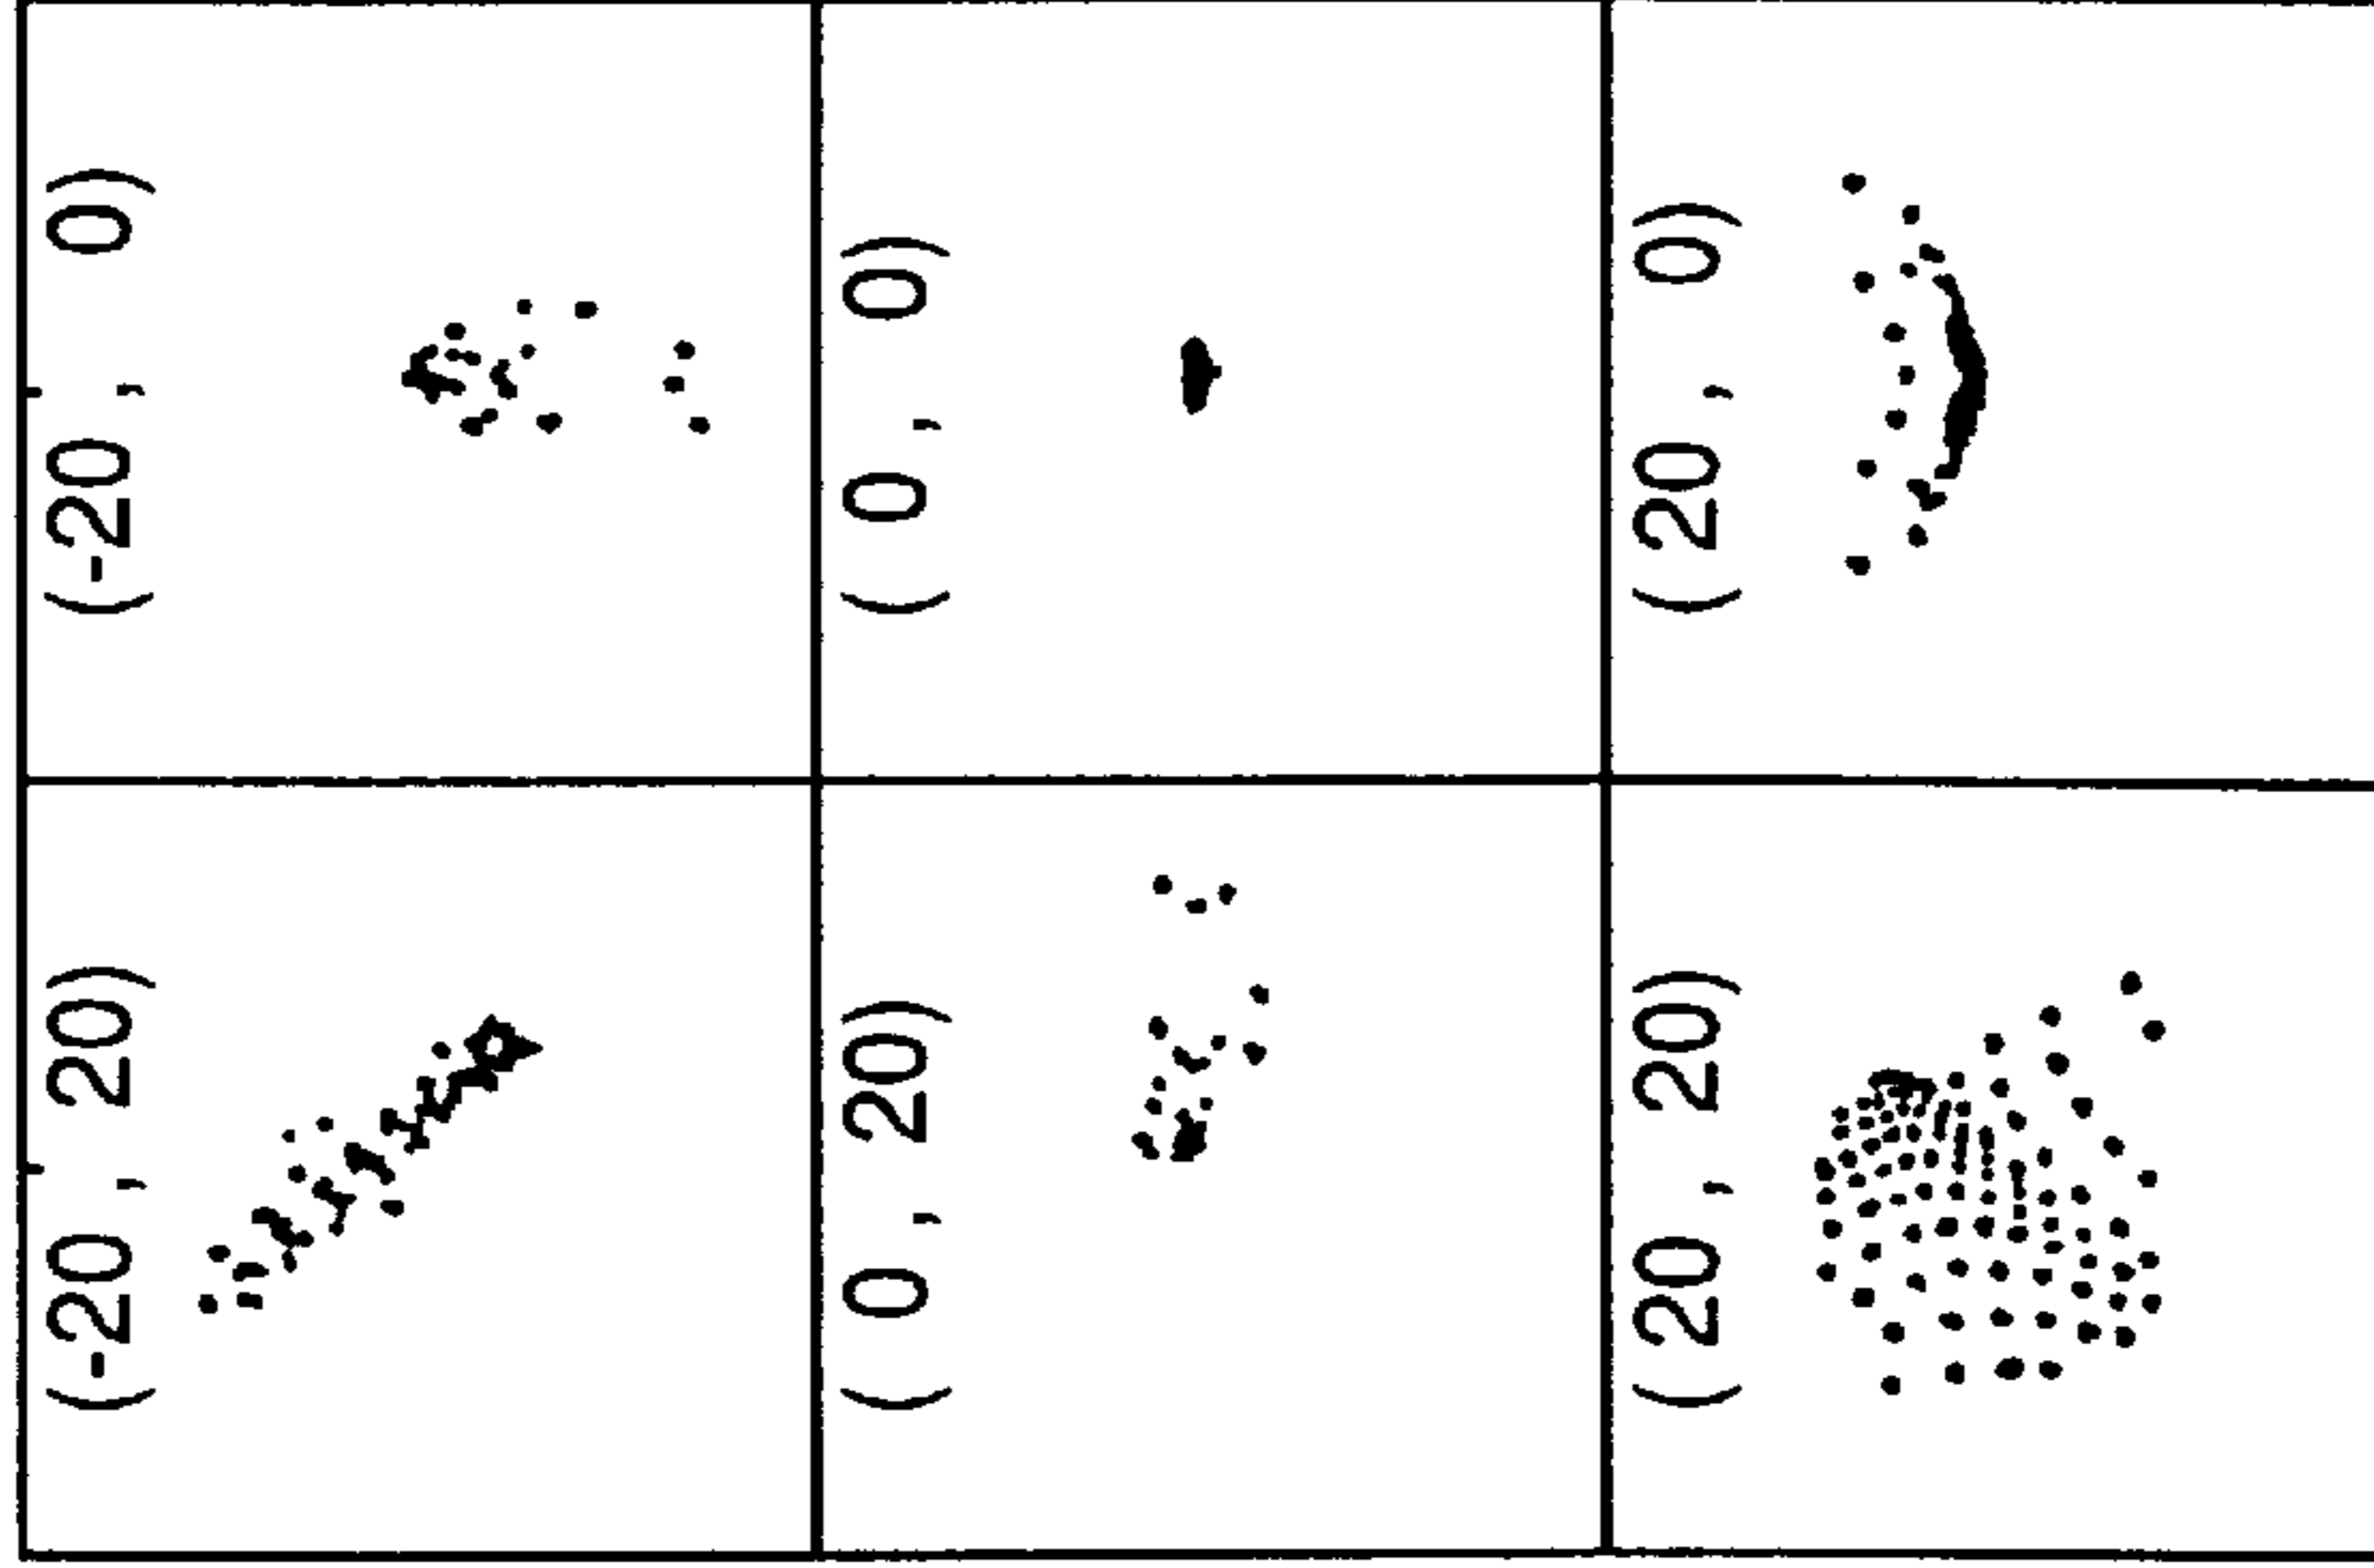 (-20 , 20) (-20 , 0)
( 0 , 20) ( 0 , 0)
( 20 , 20) ( 20 , 0)